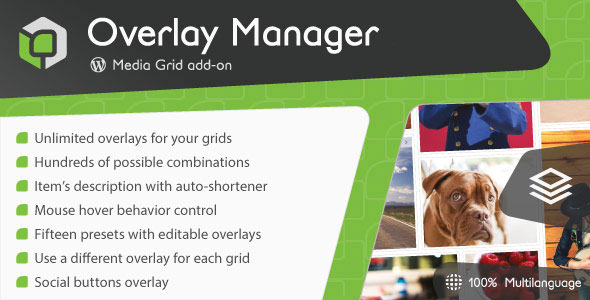 Overlay Manager
Media Grid add-on
Unlimited overlays for your grids
Hundreds of possible combinations
Item's description with auto-shortener
Mouse hover behavior control
Fifteen presets with editable overlays
Use a different overlay for each grid
Social buttons overlay
100% Multilanguage